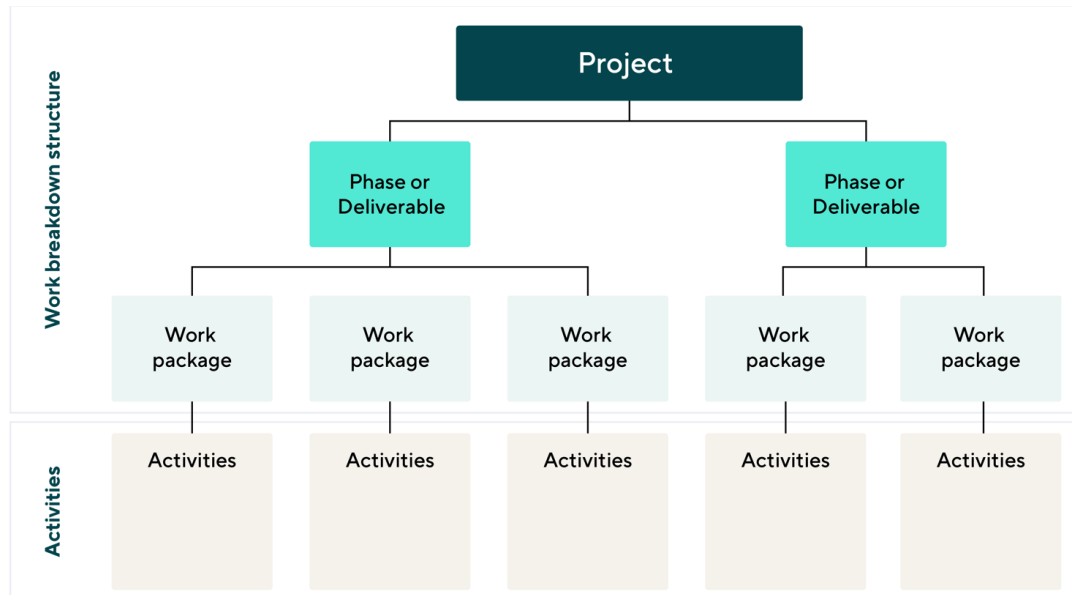 Work breakdown structure
Project
Phase or
Deliverable
Phase or
Deliverable
Work
package
Work
package
Work
package
Work
package
Work
package
Activities
Activities
Activities
Activities
Activities
Activities